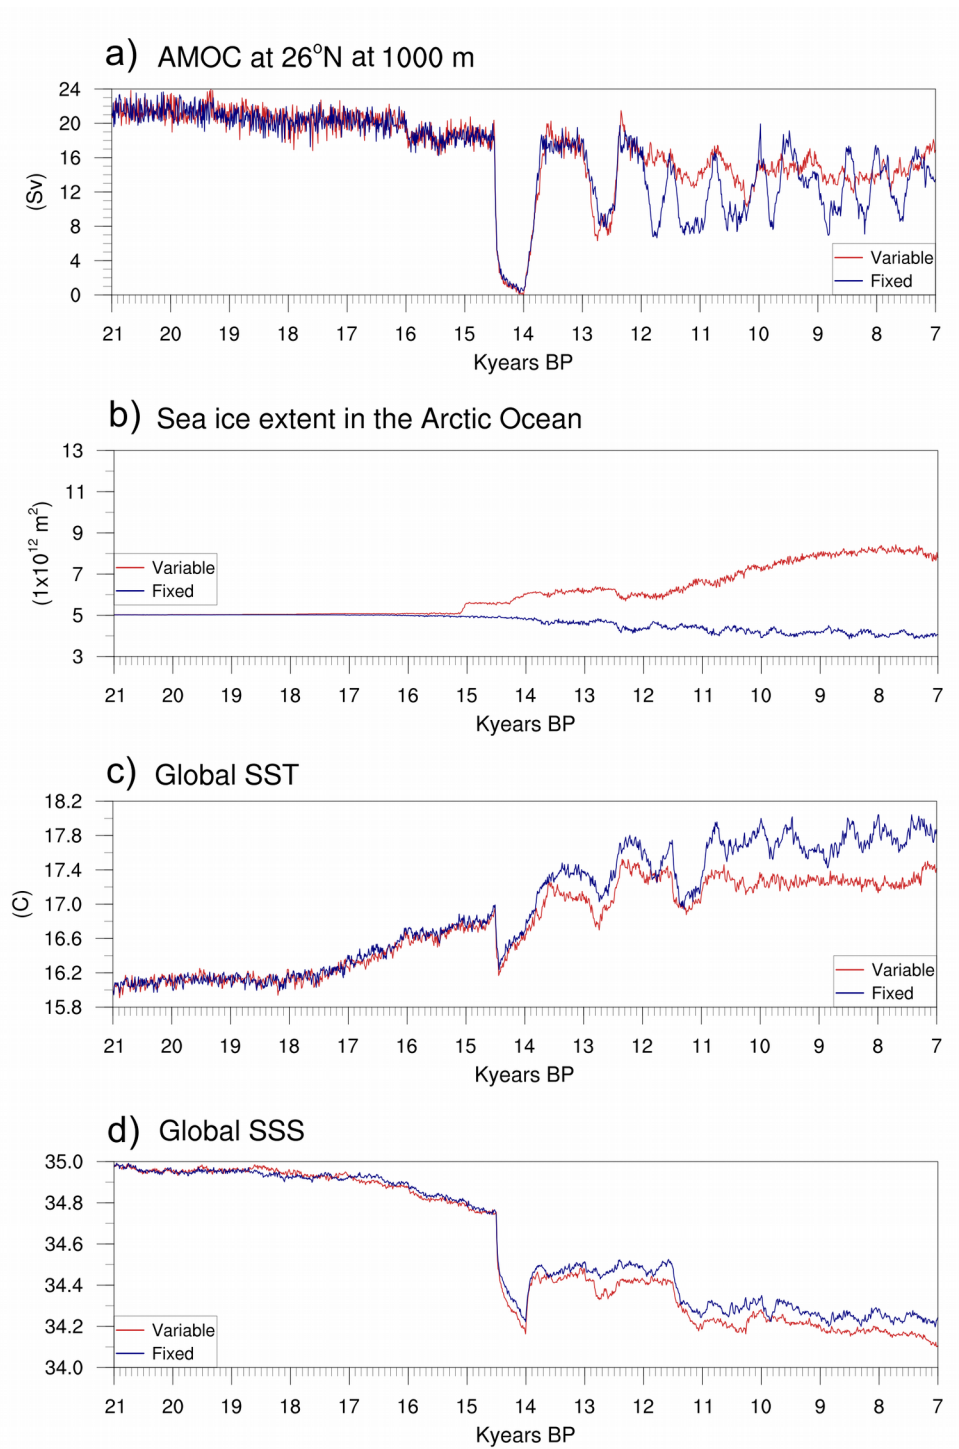 a) AMOC at 26°N at 1000 m
24
20
16
12
8
4
0
(Sv)
Variable
Fixed
21 20 19 18 17 16 15 14 13 12 11 10 9 8 7
Kyears BP
b) Sea ice extent in the Arctic Ocean
13
11
9
7
5
3
(1x10¹² m²)
Variable
Fixed
21 20 19 18 17 16 15 14 13 12 11 10 9 8 7
Kyears BP
c) Global SST
18.2
17.8
17.4
17.0
16.6
16.2
15.8
(C)
Variable
Fixed
21 20 19 18 17 16 15 14 13 12 11 10 9 8 7
Kyears BP
d) Global SSS
35.0
34.8
34.6
34.4
34.2
34.0
Variable
Fixed
21 20 19 18 17 16 15 14 13 12 11 10 9 8 7
Kyears BP